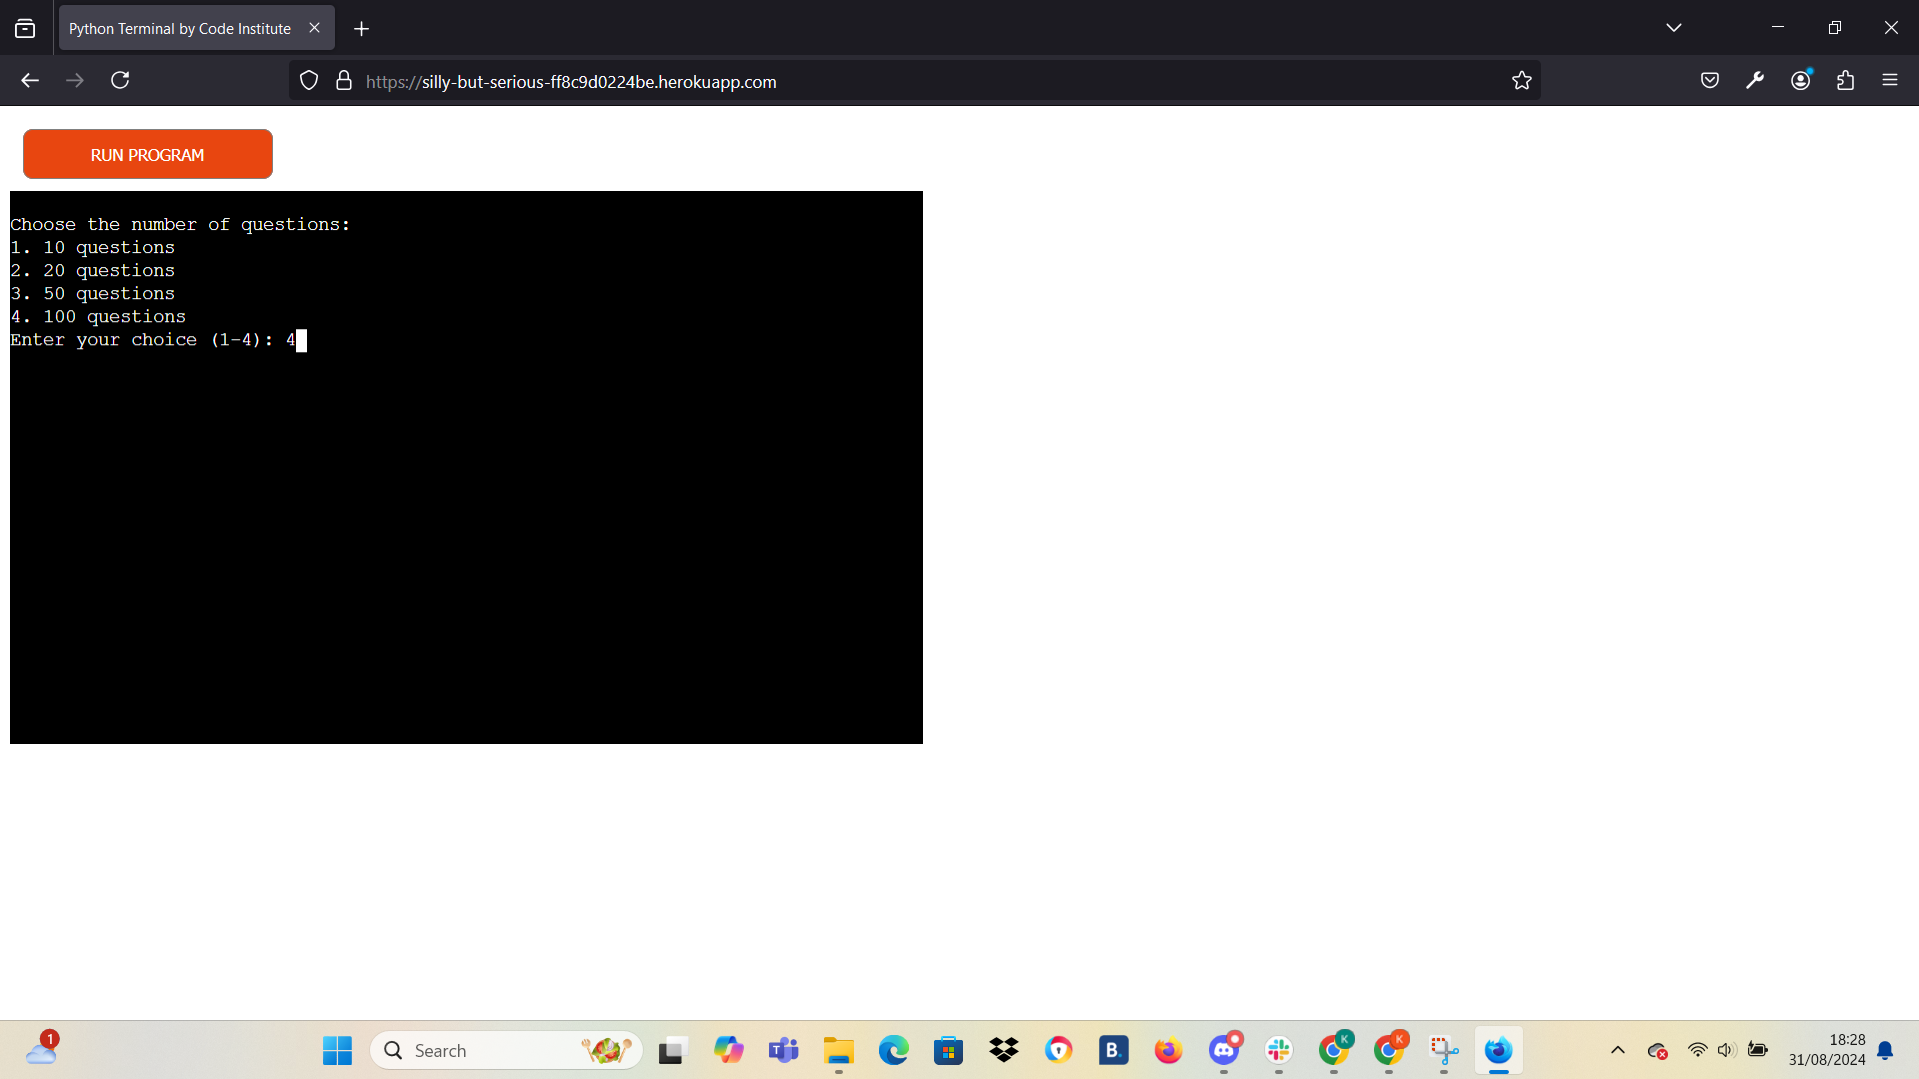 Python Terminal by Code Institute
https://silly-but-serious-ff8c9d0224be.herokuapp.com
RUN PROGRAM
Choose the number of questions:
1. 10 questions
2. 20 questions
3. 50 questions
4. 100 questions
Enter your choice (1-4): 4
1
Search
B.
K
K
18:28
31/08/2024